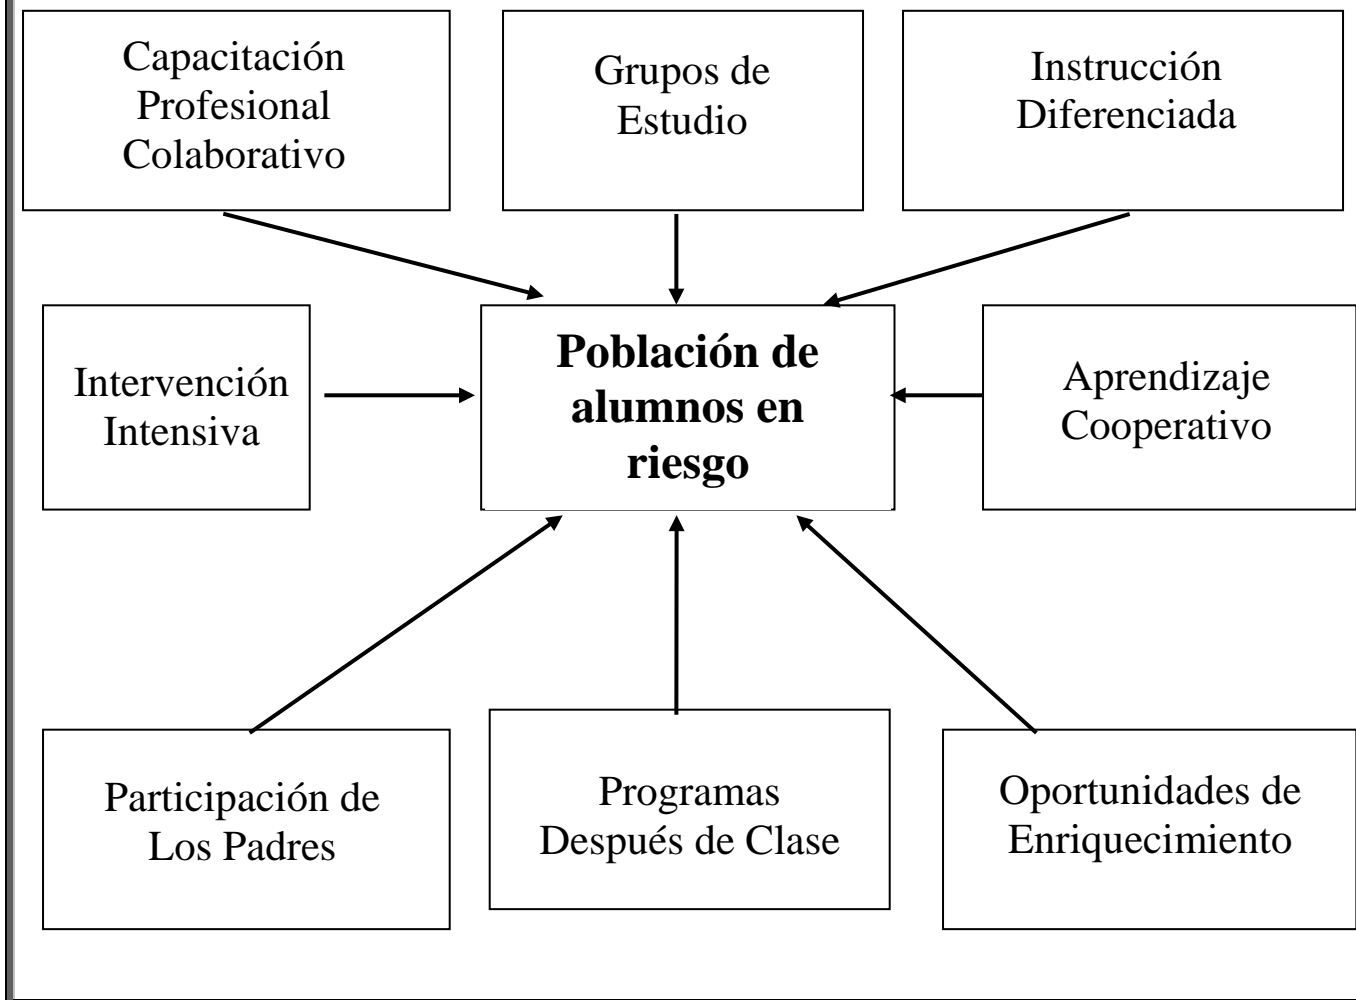 Capacitación
Profesional
Colaborativo
Grupos de
Estudio
Instrucción
Diferenciada
Intervención
Intensiva
Población de
alumnos en
riesgo
Aprendizaje
Cooperativo
Participación de
Los Padres
Programas
Después de Clase
Oportunidades de
Enriquecimiento